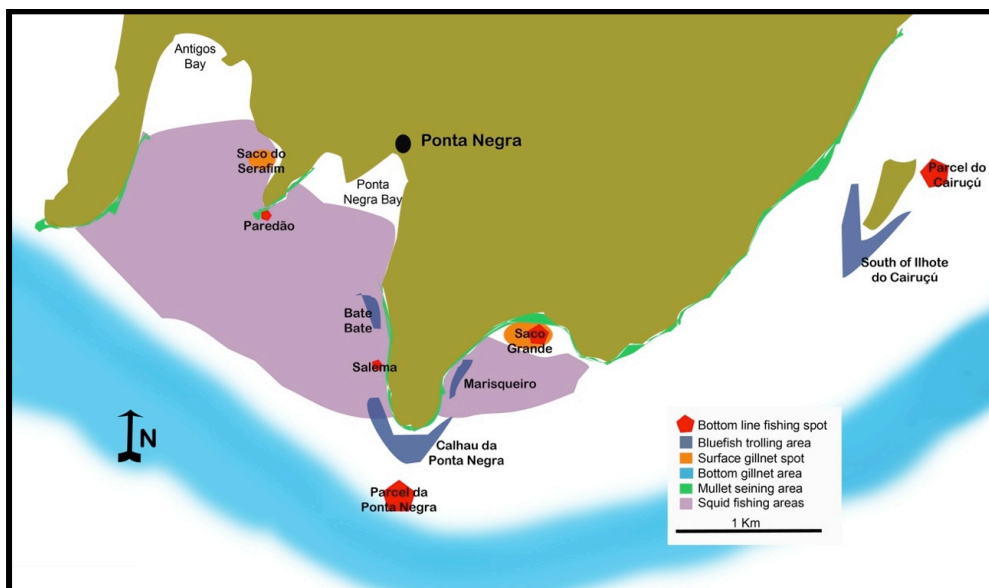 Antigos
Bay
Ponta Negra
Saco do
Serafim
Parcel do
Cairuçú
Ponta
Negra Bay
Paredão
South of Ilhote
do Cairuçú
Bate
Bate
Saco
Grande
Salema
Marisqueiro
Calhau da
Ponta Negra
Parcel da
Ponta Negra
N
Bottom line fishing spot
Bluefish trolling area
Surface gillnet spot
Bottom gillnet area
Mullet seining area
Squid fishing areas
1 Km